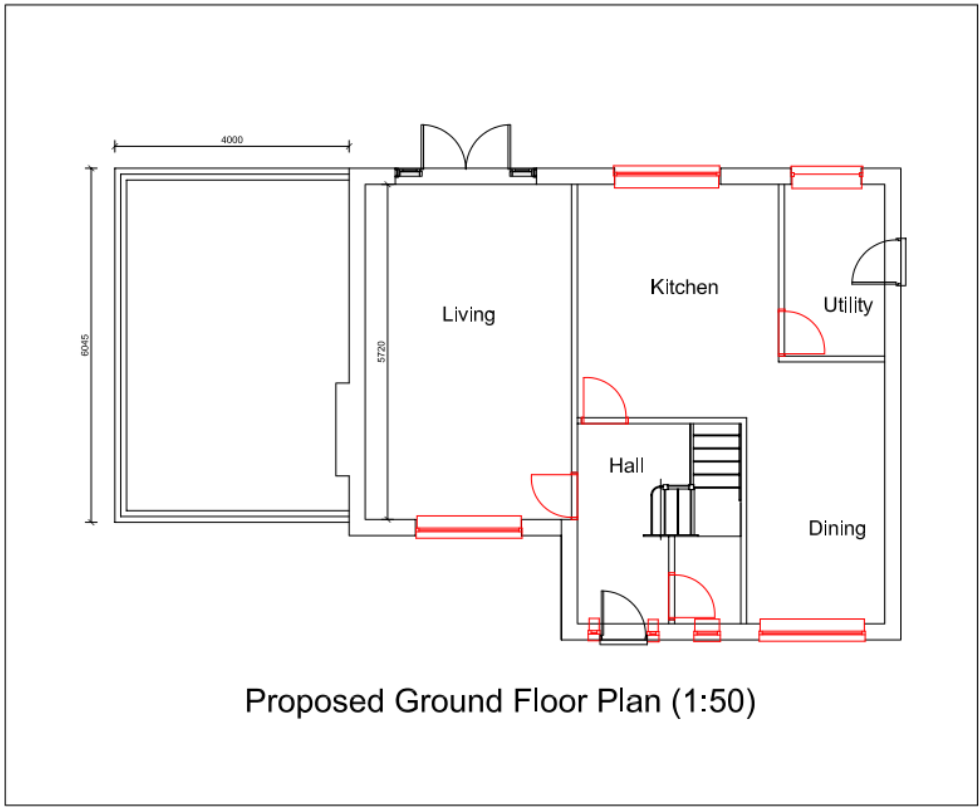 4000
6045
5720
Living
Kitchen
Utility
Hall
Dining
Proposed Ground Floor Plan (1:50)